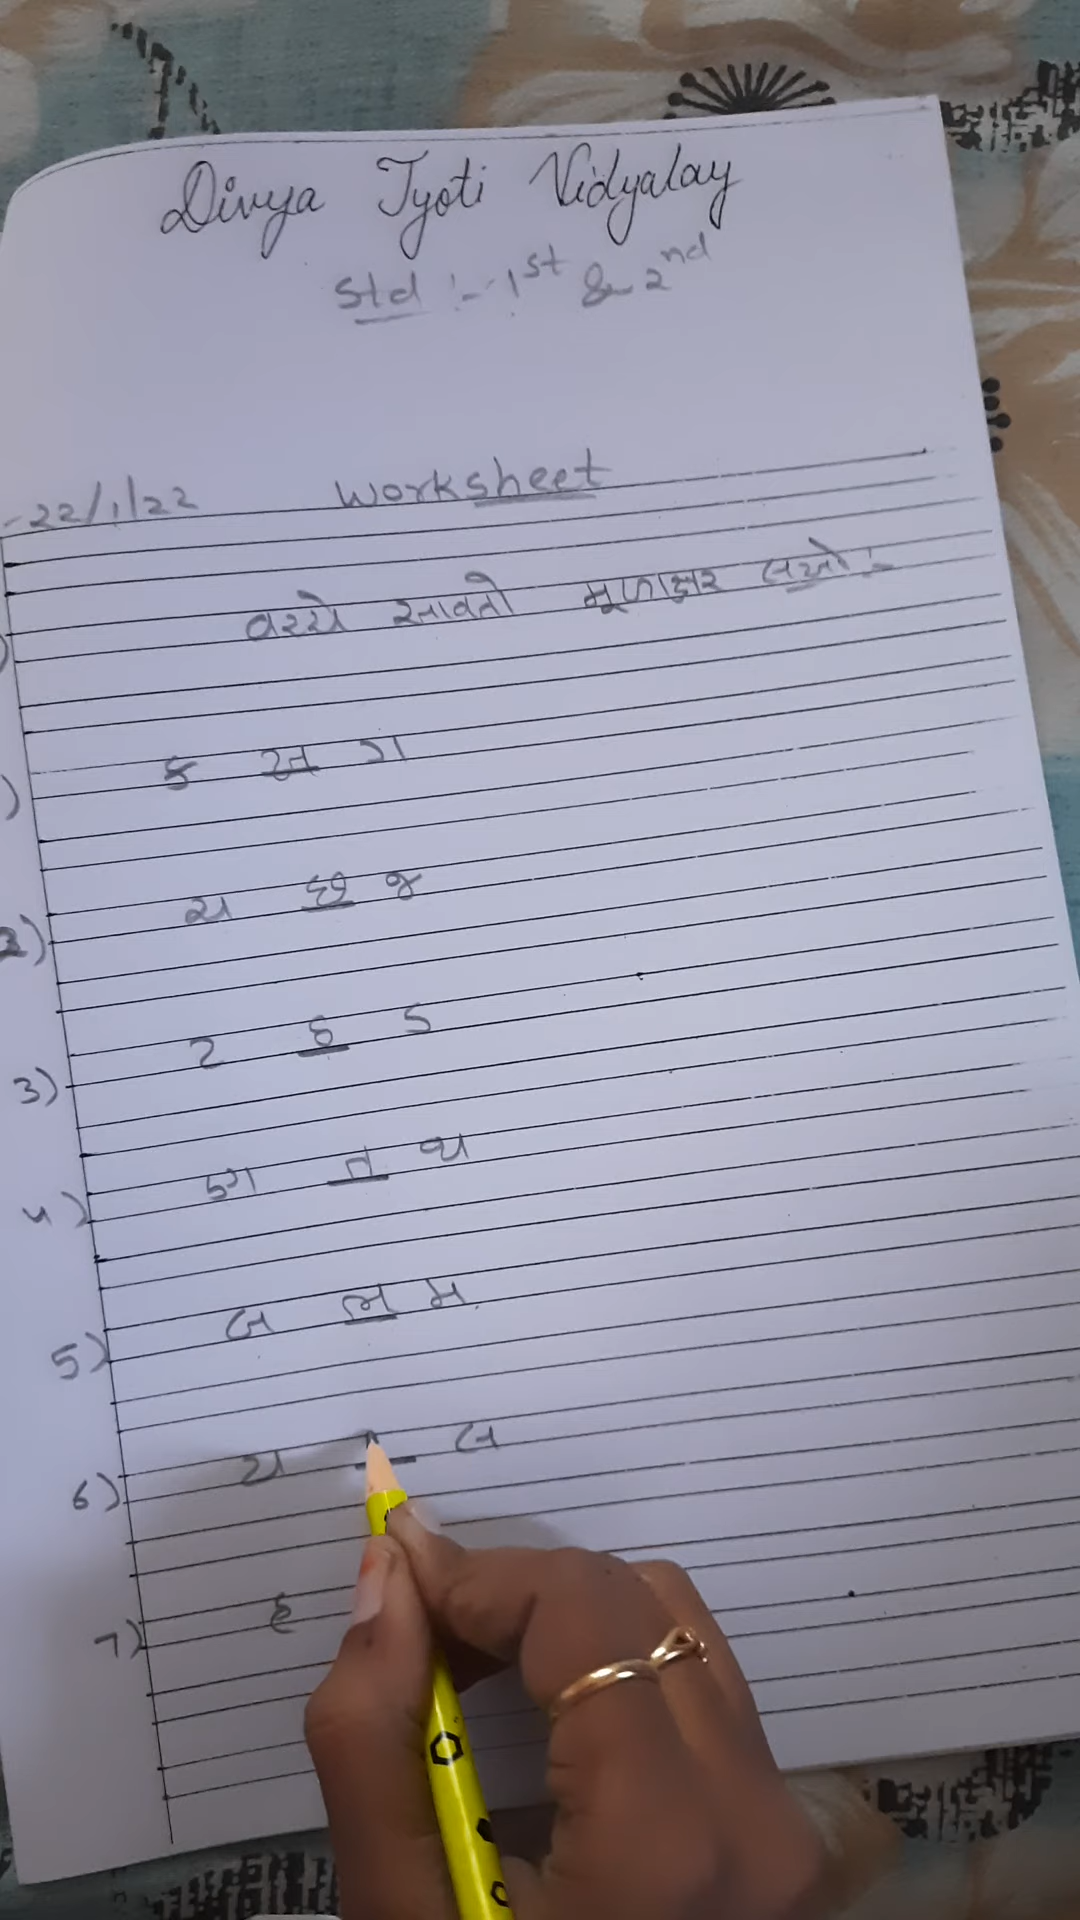 Divya Jyoti Vidyalay
Std :- 1st & 2nd
-22/1/22 Worksheet
વચ્ચે આવતો મૂળાક્ષર લખો :-
) ક ખ ગ
2) ચ છ જ
3) ટ ઠ ડ
4) ણ ત થ
5) બ ભ મ
6) ય લ
7) હ